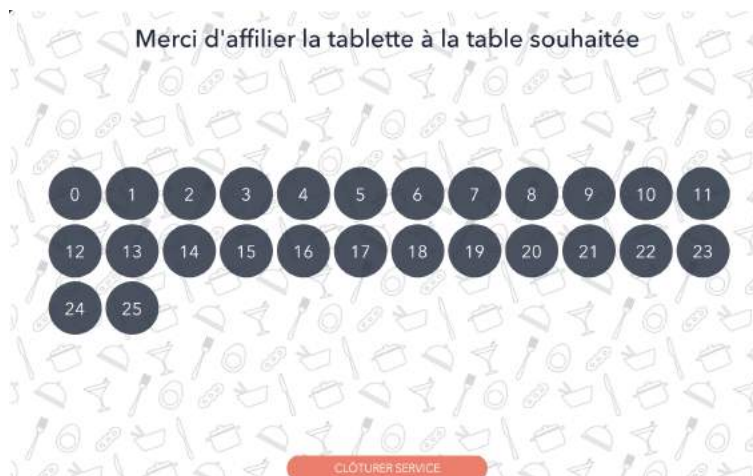 Merci d'affilier la tablette à la table souhaitée
0 1 2 3 4 5 6 7 8 9 10 11
12 13 14 15 16 17 18 19 20 21 22 23
24 25
CLÔTURER SERVICE